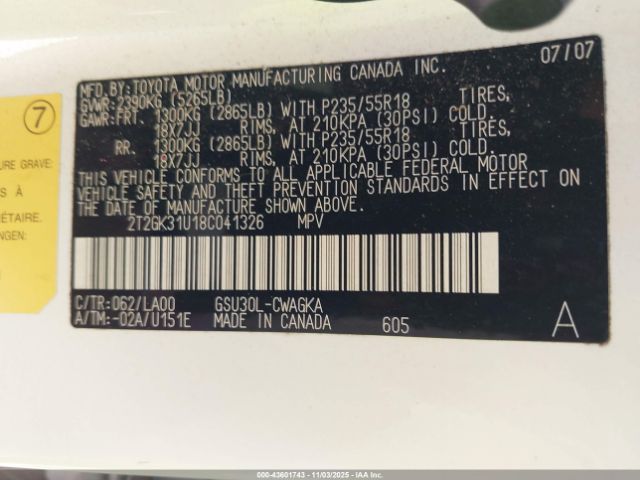 07/07
MFD.BY:TOYOTA MOTOR MANUFACTURING CANADA INC.
GVWR:2390KG (5265LB)
GAWR:FRT. 1300KG (2865LB) WITH P235/55R18 TIRES,
18X7JJ RIMS, AT 210KPA (30PSI) COLD.
RR. 1300KG (2865LB) WITH P235/55R18 TIRES,
18X7JJ RIMS, AT 210KPA (30PSI) COLD.
THIS VEHICLE CONFORMS TO ALL APPLICABLE FEDERAL MOTOR
VEHICLE SAFETY AND THEFT PREVENTION STANDARDS IN EFFECT ON
THE DATE OF MANUFACTURE SHOWN ABOVE.
2T2GK31U18C041326 MPV
C/TR:062/LA00 GSU30L-CWAGKA
A/TM:-02A/U151E MADE IN CANADA 605 A
7
URE GRAVE:
S À
IÉTAIRE.
NGEN:
000-43601743 - 11/03/2025 - IAA Inc.